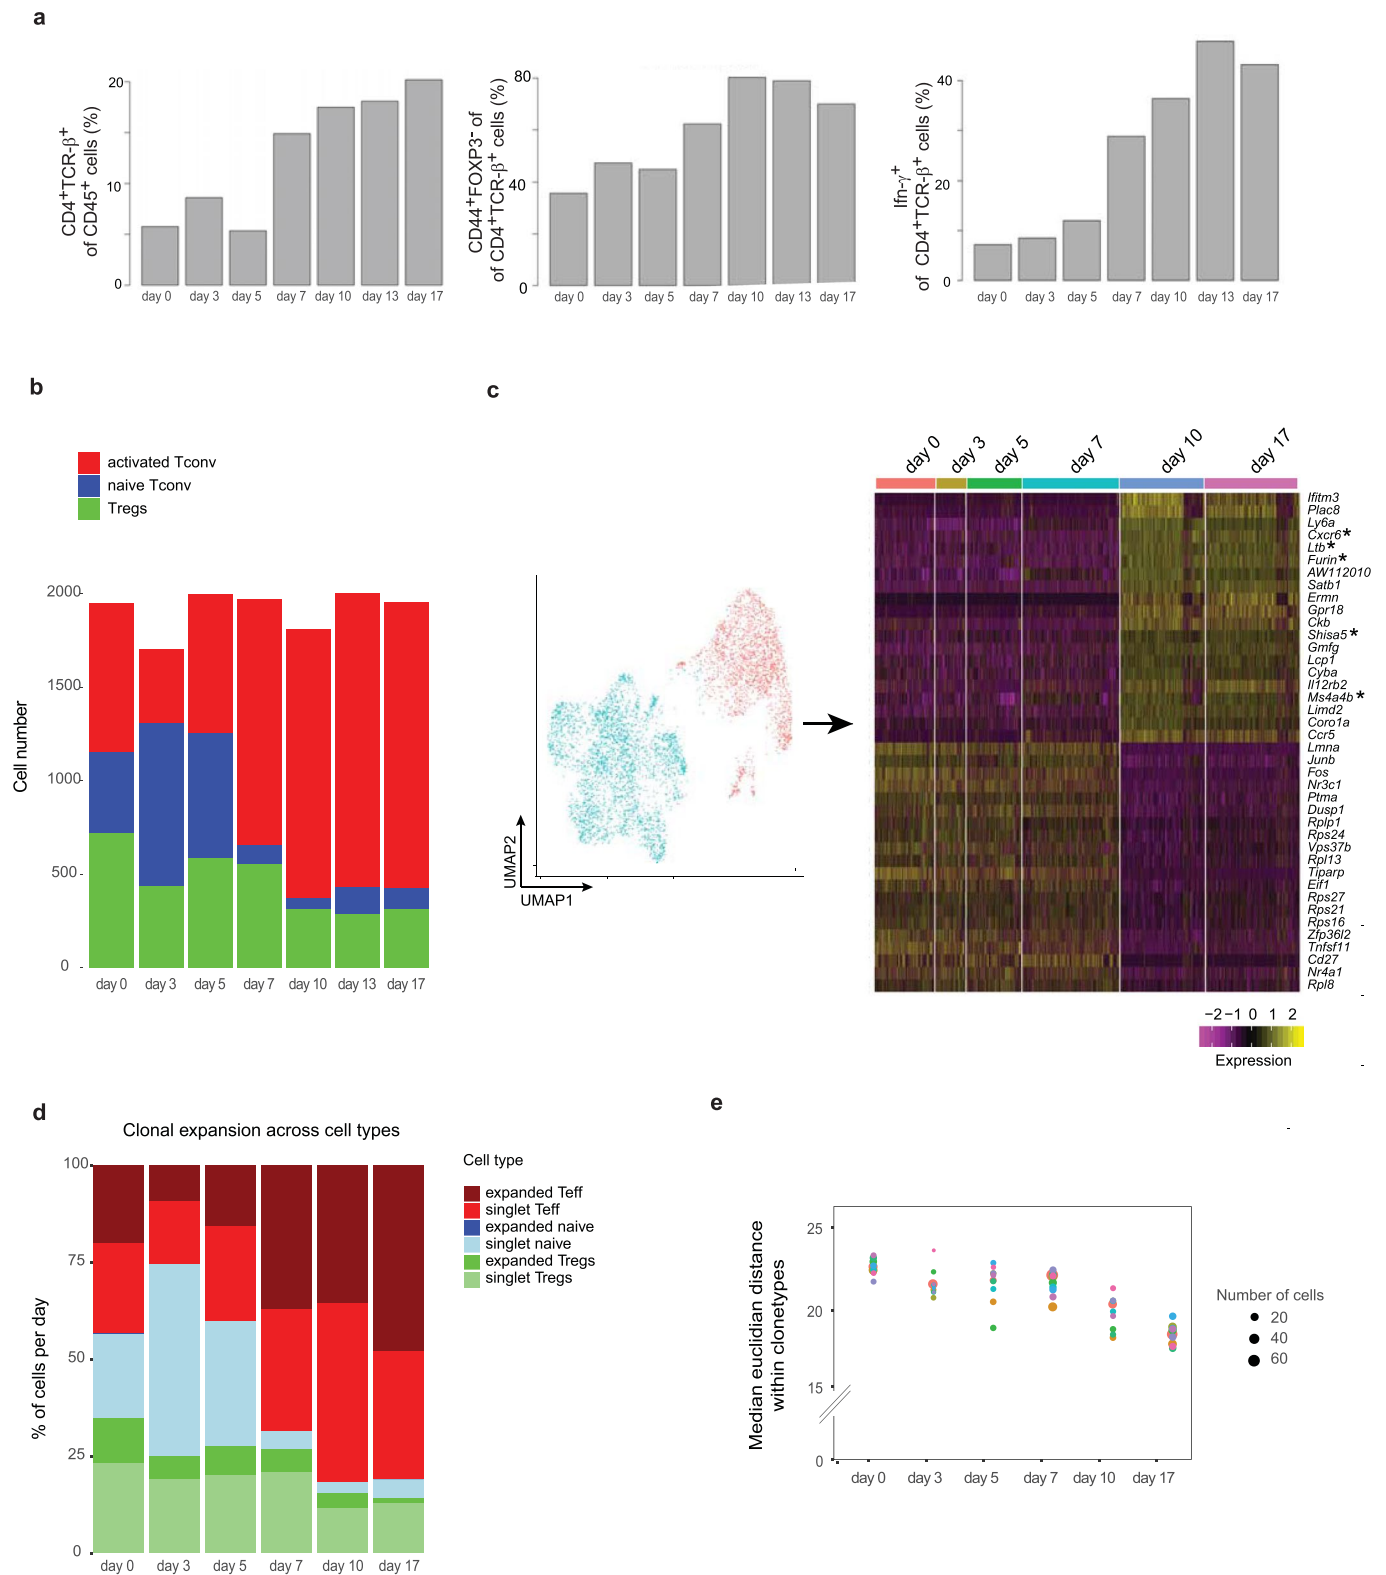 a
CD4+TCR-β+
of CD45+ cells (%)
20
10
0
day 0 day 3 day 5 day 7 day 10 day 13 day 17
CD44+FOXP3- of
of CD4+TCR-β+ cells (%)
80
40
0
day 0 day 3 day 5 day 7 day 10 day 13 day 17
Ifn-γ+
of CD4+TCR-β+ cells (%)
40
20
0
day 0 day 3 day 5 day 7 day 10 day 13 day 17
b
activated Tconv
naive Tconv
Tregs
Cell number
2000
1500
1000
500
0
day 0 day 3 day 5 day 7 day 10 day 13 day 17
c
UMAP2
UMAP1
day 0 day 3 day 5 day 7 day 10 day 17
Ifitm3
Plac8
Ly6a
Cxcr6*
Ltb*
Furin*
AW112010
Satb1
Ermn
Gpr18
Ckb
Shisa5*
Gmfg
Lcp1
Cyba
Il12rb2
Ms4a4b*
Limd2
Coro1a
Ccr5
Lmna
Junb
Fos
Nr3c1
Ptma
Dusp1
Rplp1
Rps24
Vps37b
Rpl13
Tiparp
Eif1
Rps27
Rps21
Rps16
Zfp36l2
Tnfsf11
Cd27
Nr4a1
Rpl8
−2 −1 0 1 2
Expression
d
Clonal expansion across cell types
% of cells per day
100
75
50
25
0
day 0 day 3 day 5 day 7 day 10 day 17
Cell type
expanded Teff
singlet Teff
expanded naive
singlet naive
expanded Tregs
singlet Tregs
e
Median euclidian distance
within clonetypes
25
20
15
0
day 0 day 3 day 5 day 7 day 10 day 17
Number of cells
20
40
60